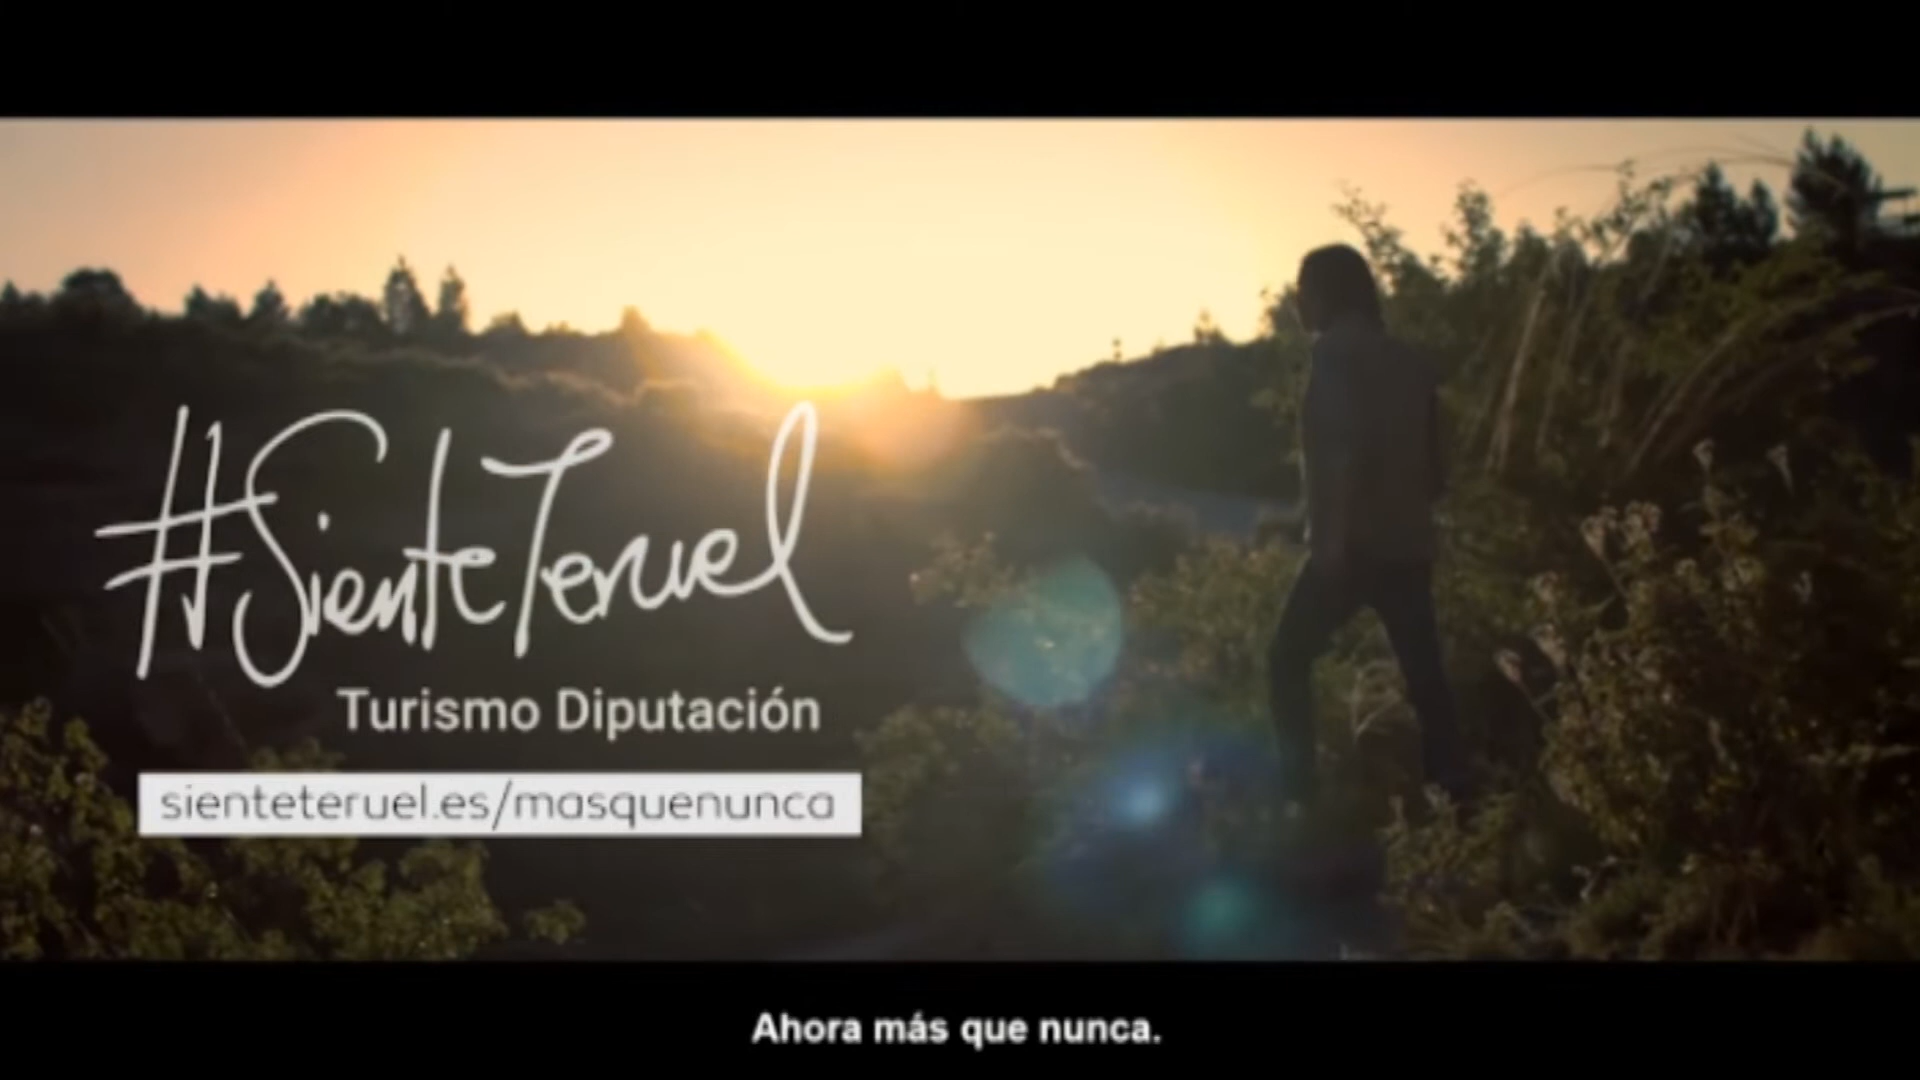 #SienteTeruel
Turismo Diputación
sienteteruel.es/masquenunca
Ahora más que nunca.